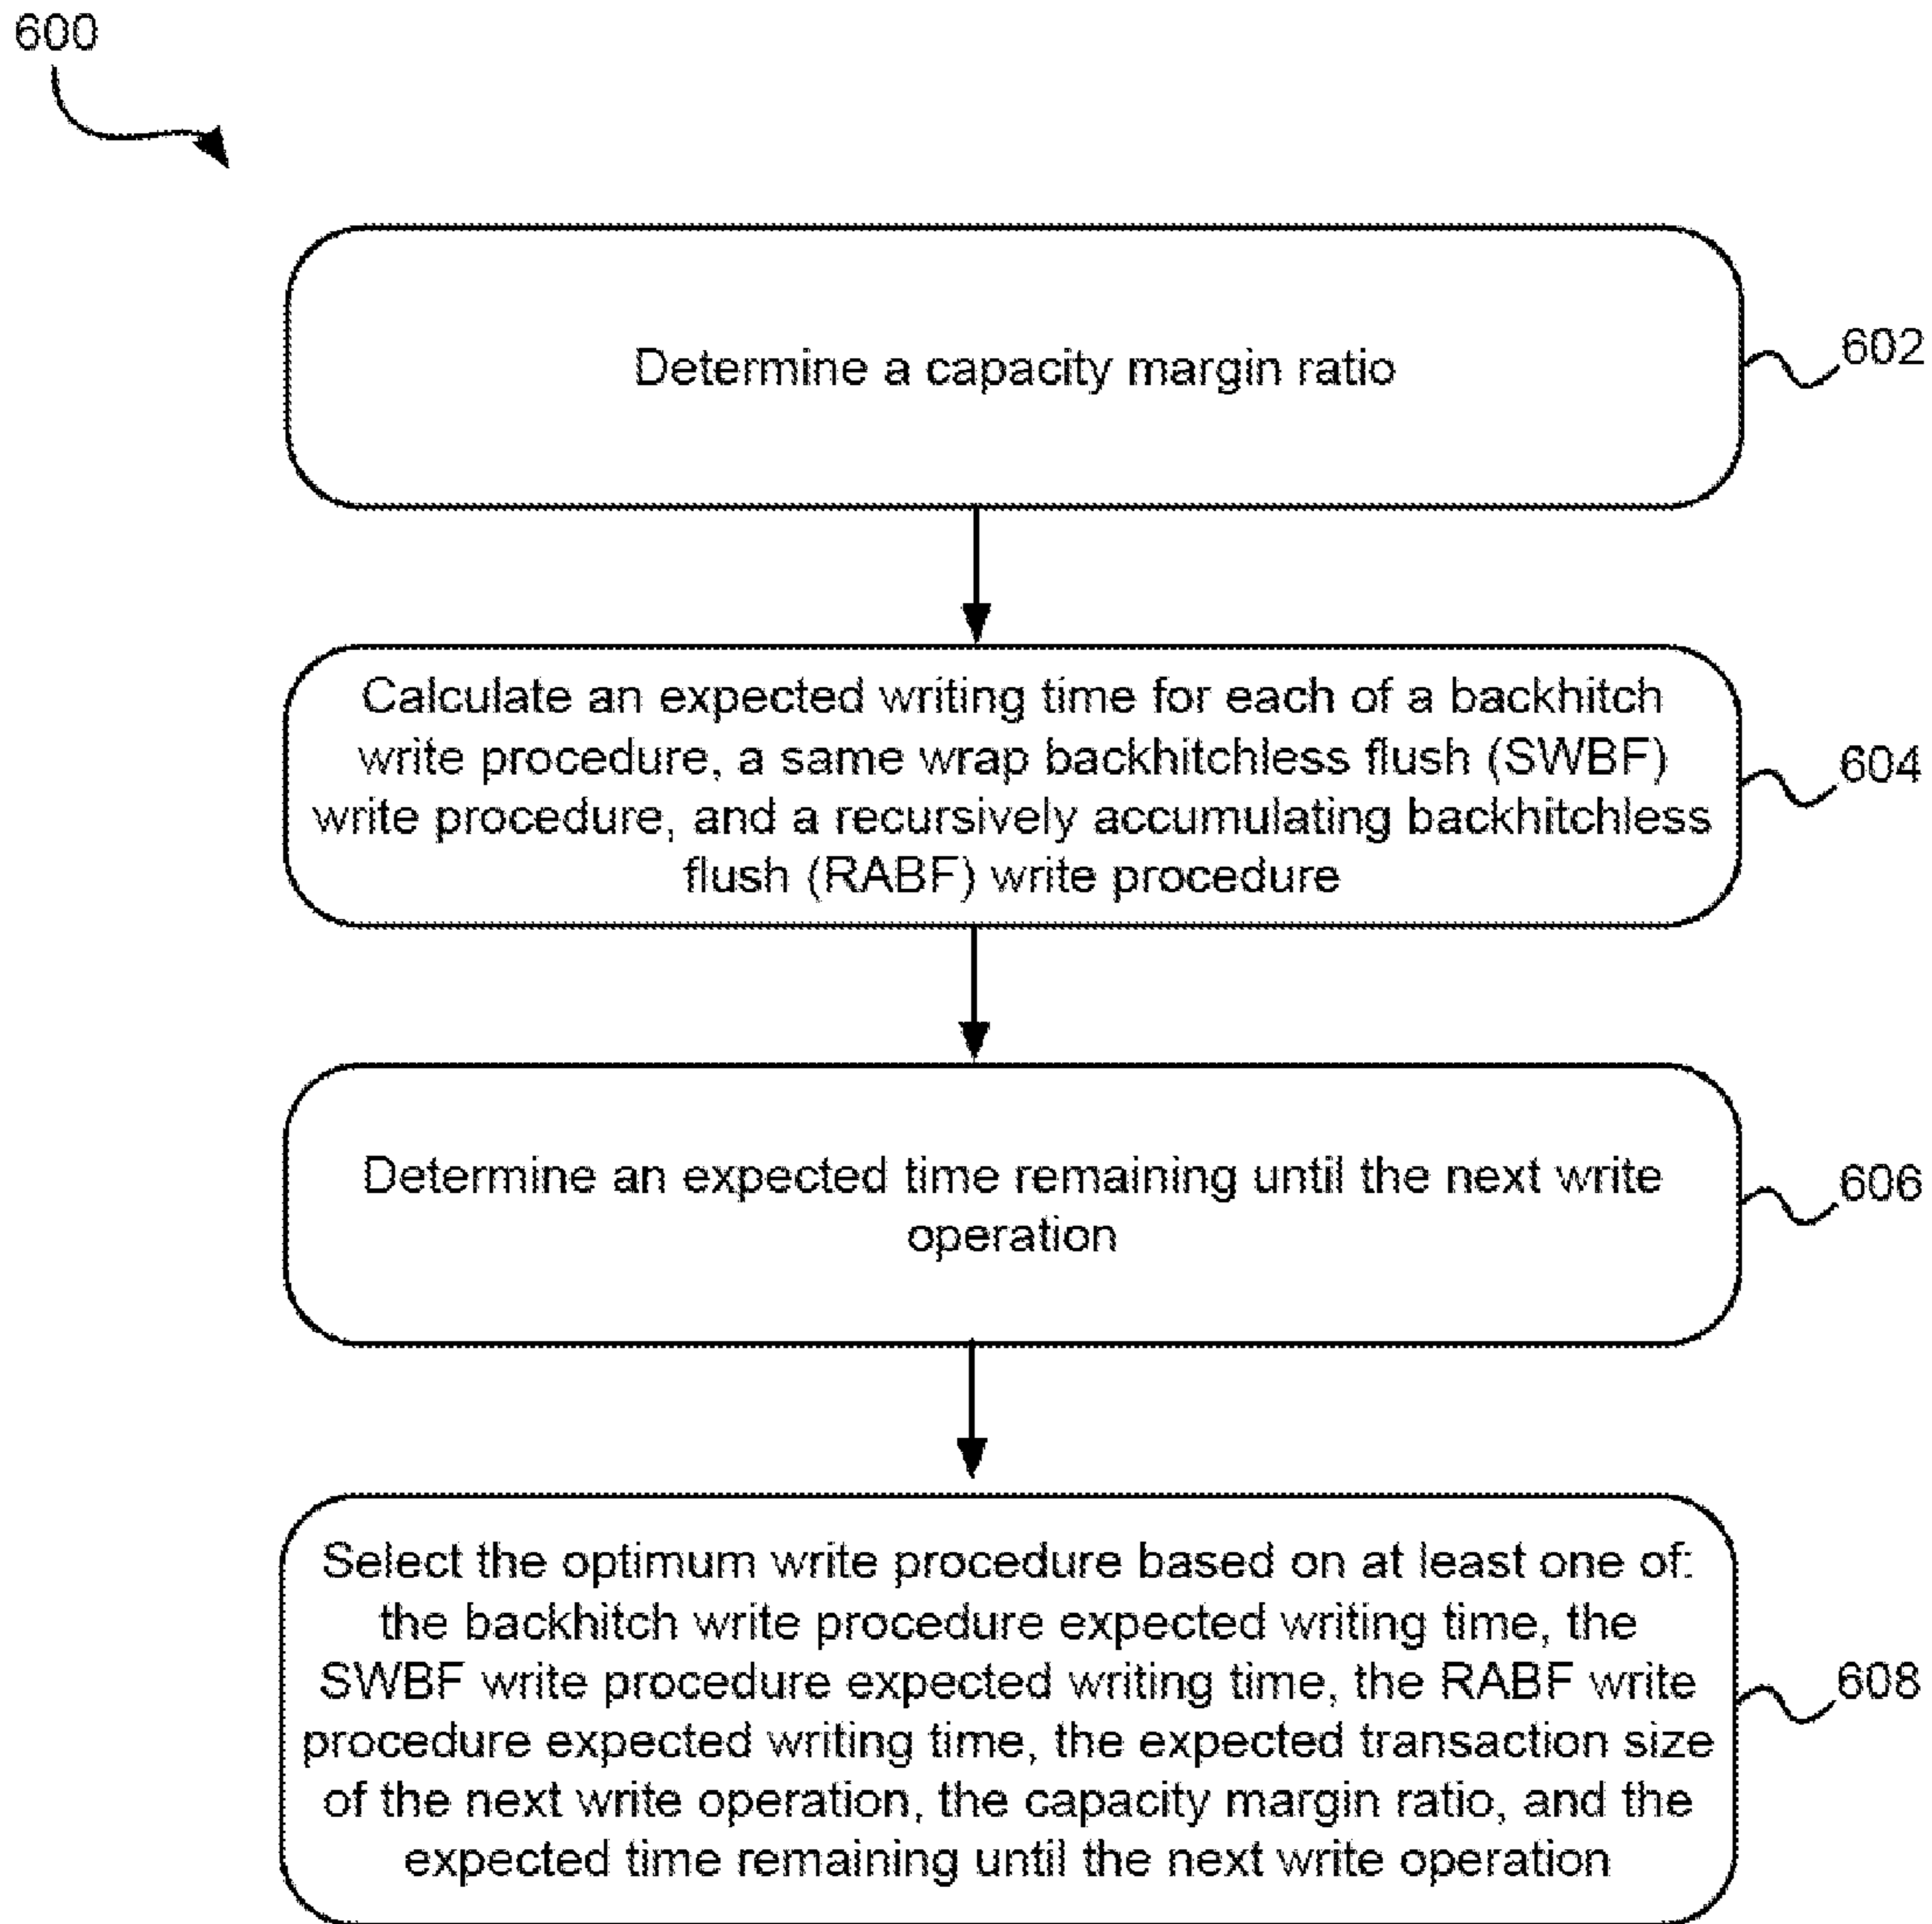 600
Determine a capacity margin ratio
602
Calculate an expected writing time for each of a backhitch
write procedure, a same wrap backhitchless flush (SWBF)
write procedure, and a recursively accumulating backhitchless
flush (RABF) write procedure
604
Determine an expected time remaining until the next write
operation
606
Select the optimum write procedure based on at least one of:
the backhitch write procedure expected writing time, the
SWBF write procedure expected writing time, the RABF write
procedure expected writing time, the expected transaction size
of the next write operation, the capacity margin ratio, and the
expected time remaining until the next write operation
608